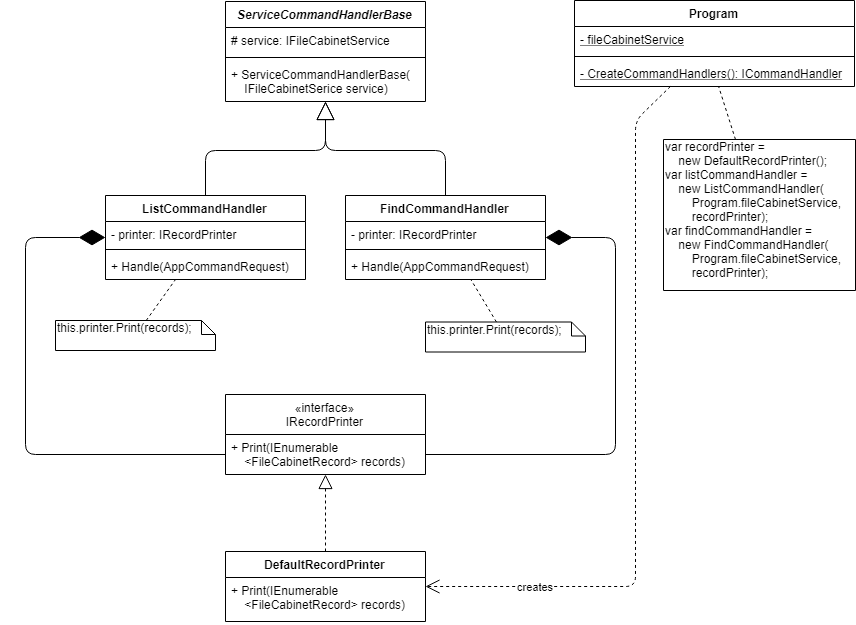 ServiceCommandHandlerBase
# service: IFileCabinetService
+ ServiceCommandHandlerBase(
IFileCabinetSerice service)
Program
- fileCabinetService
- CreateCommandHandlers(): ICommandHandler
var recordPrinter =
new DefaultRecordPrinter();
var listCommandHandler =
new ListCommandHandler(
Program.fileCabinetService,
recordPrinter);
var findCommandHandler =
new FindCommandHandler(
Program.fileCabinetService,
recordPrinter);
ListCommandHandler
- printer: IRecordPrinter
+ Handle(AppCommandRequest)
FindCommandHandler
- printer: IRecordPrinter
+ Handle(AppCommandRequest)
this.printer.Print(records);
this.printer.Print(records);
«interface»
IRecordPrinter
+ Print(IEnumerable
<FileCabinetRecord> records)
DefaultRecordPrinter
+ Print(IEnumerable
<FileCabinetRecord> records)
creates